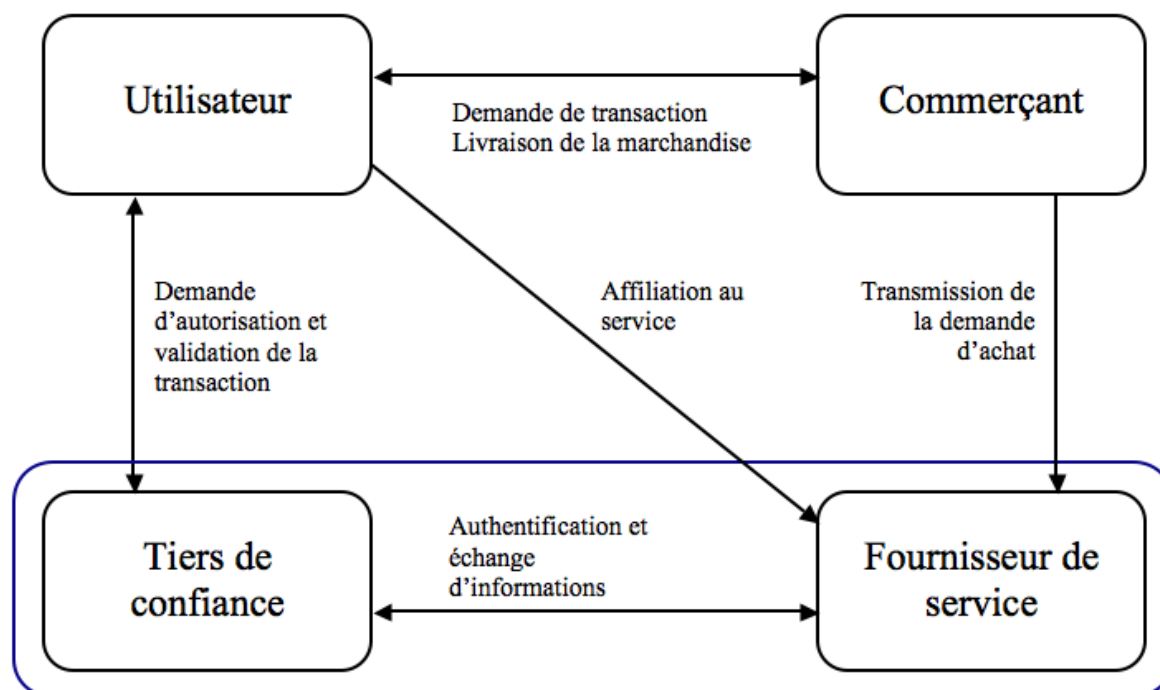 Utilisateur
Commerçant
Demande de transaction
Livraison de la marchandise
Demande
d’autorisation et
validation de la
transaction
Affiliation au
service
Transmission de
la demande
d’achat
Tiers de
confiance
Authentification et
échange
d’informations
Fournisseur de
service